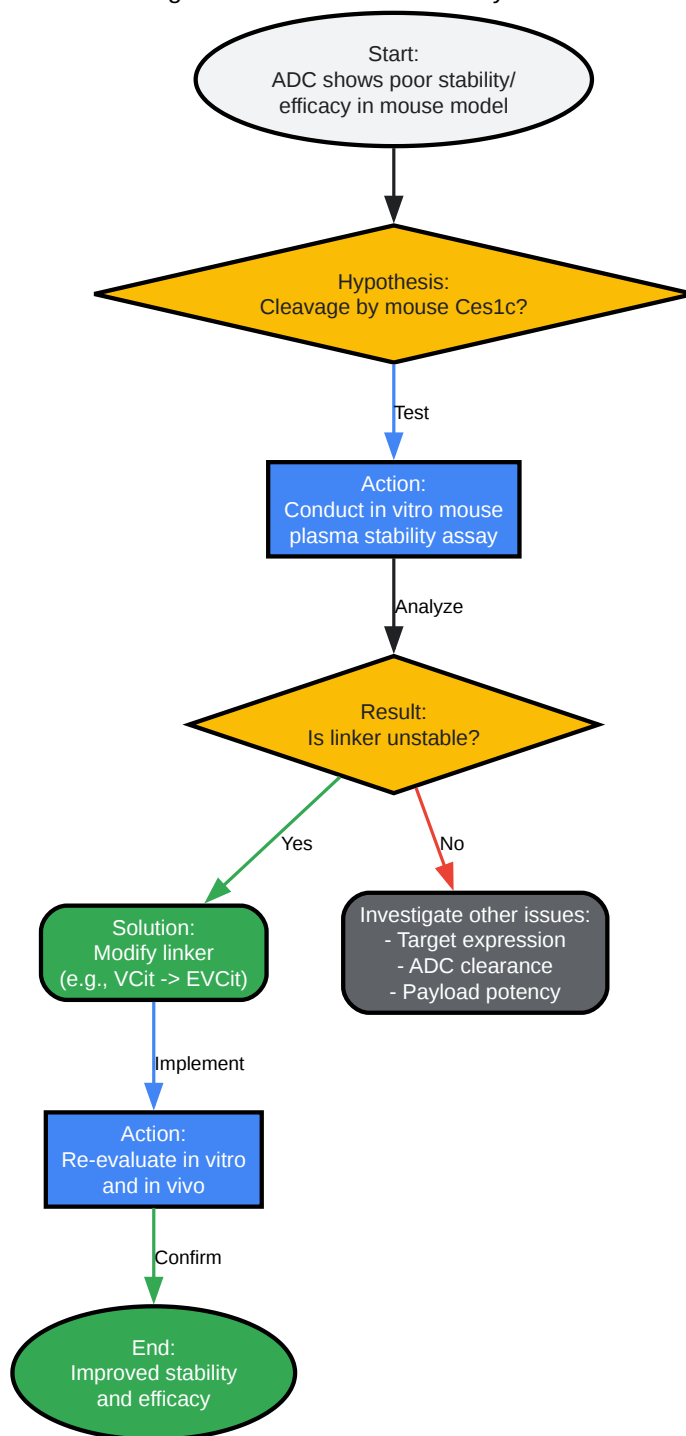 Start:
ADC shows poor stability/
efficacy in mouse model
Hypothesis:
Cleavage by mouse Ces1c?
Test
Action:
Conduct in vitro mouse
plasma stability assay
Analyze
Result:
Is linker unstable?
Yes
No
Solution:
Modify linker
(e.g., VCit -> EVCit)
Investigate other issues:
- Target expression
- ADC clearance
- Payload potency
Implement
Action:
Re-evaluate in vitro
and in vivo
Confirm
End:
Improved stability
and efficacy